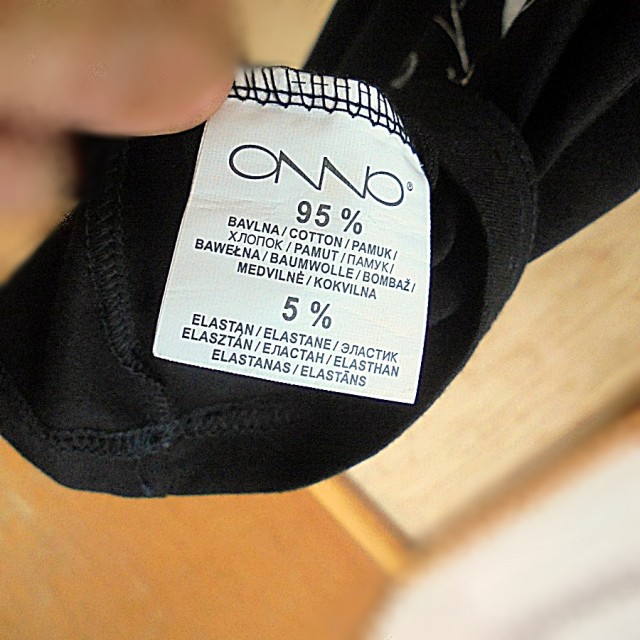 ONNO®
95 %
BAVLNA / COTTON / PAMUK /
ХЛОПОК / PAMUT / ПАМУК /
BAWEŁNA / BAUMWOLLE / BOMBAŽ /
MEDVILNĖ / KOKVILNA
5 %
ELASTAN / ELASTANE / ЭЛАСТИК
ELASZTÁN / ЕЛАСТАН / ELASTHAN
ELASTANAS / ELASTĀNS